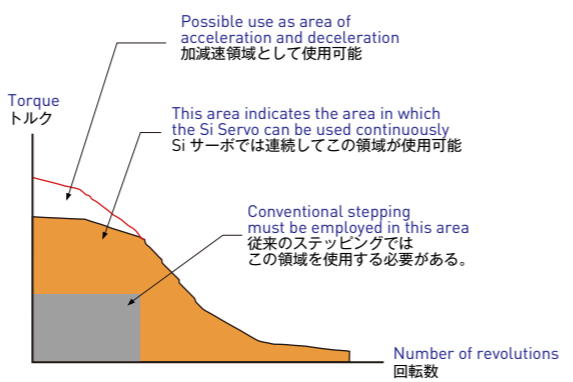 Possible use as area of
acceleration and deceleration
加減速領域として使用可能
Torque
トルク
This area indicates the area in which
the Si Servo can be used continuously
Si サーボでは連続してこの領域が使用可能
Conventional stepping
must be employed in this area
従来のステッピングでは
この領域を使用する必要がある。
Number of revolutions
回転数